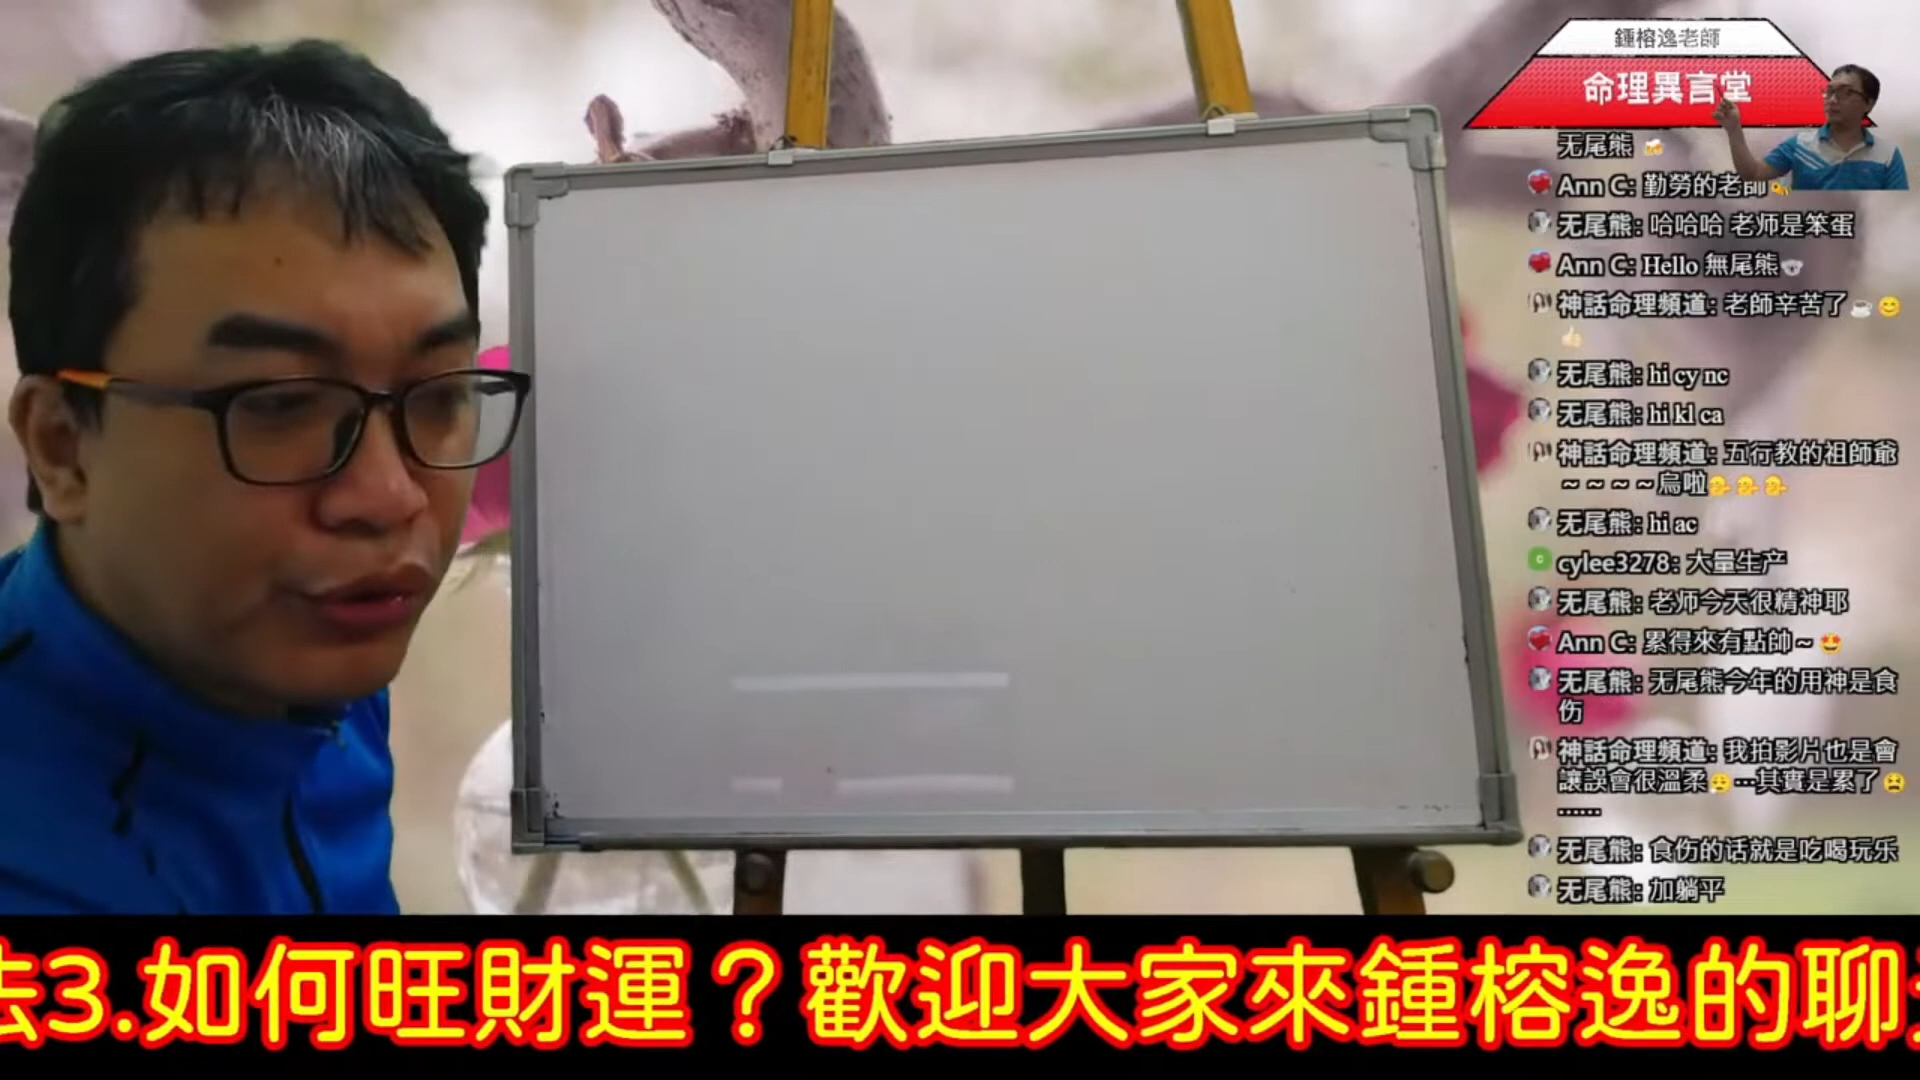 鍾榕逸老師
命理異言堂
无尾熊 🍻
Ann C: 勤勞的老師🐝
无尾熊: 哈哈哈 老师是笨蛋
Ann C: Hello 無尾熊🐨
神話命理頻道: 老師辛苦了☕😊
👍🏻
无尾熊: hi cy nc
无尾熊: hi kl ca
神話命理頻道: 五行教的祖師爺
~~~~烏啦
无尾熊: hi ac
cylee3278: 大量生产
无尾熊: 老师今天很精神耶
Ann C: 累得來有點帥~🤩
无尾熊: 无尾熊今年的用神是食
伤
神話命理頻道: 我拍影片也是會
讓誤會很溫柔😮‍💨⋯其實是累了😫
⋯⋯
无尾熊: 食伤的话就是吃喝玩乐
无尾熊: 加躺平
法3.如何旺財運？歡迎大家來鍾榕逸的聊